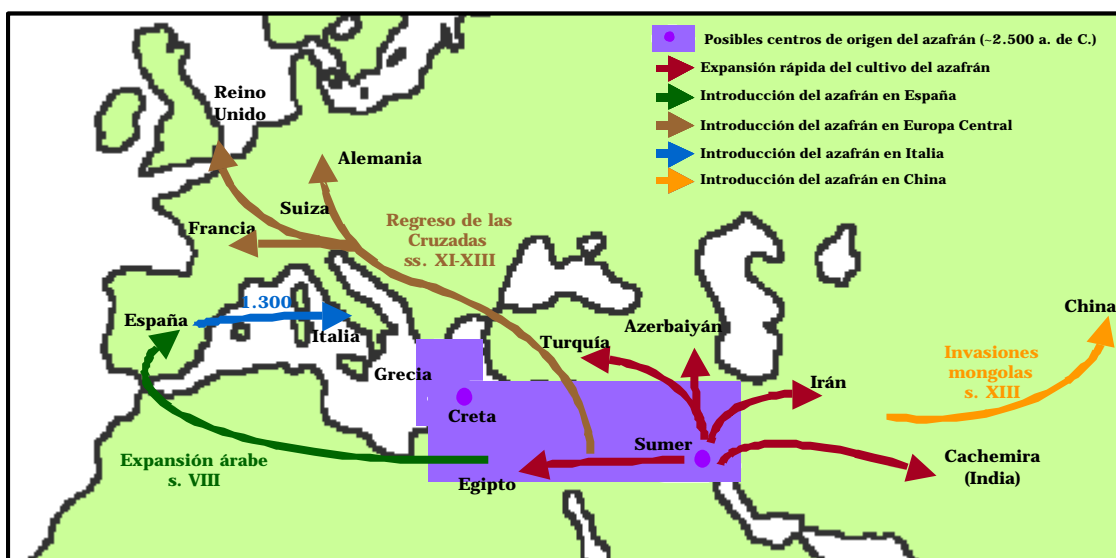 Posibles centros de origen del azafrán (~2.500 a. de C.)
Expansión rápida del cultivo del azafrán
Introducción del azafrán en España
Introducción del azafrán en Europa Central
Introducción del azafrán en Italia
Introducción del azafrán en China
Reino
Unido
Alemania
Suiza
Francia
Regreso de las
Cruzadas
ss. XI-XIII
1.300
España
Italia
China
Azerbaiyán
Turquía
Grecia
Invasiones
mongolas
s. XIII
Irán
Creta
Sumer
Expansión árabe
s. VIII
Egipto
Cachemira
(India)